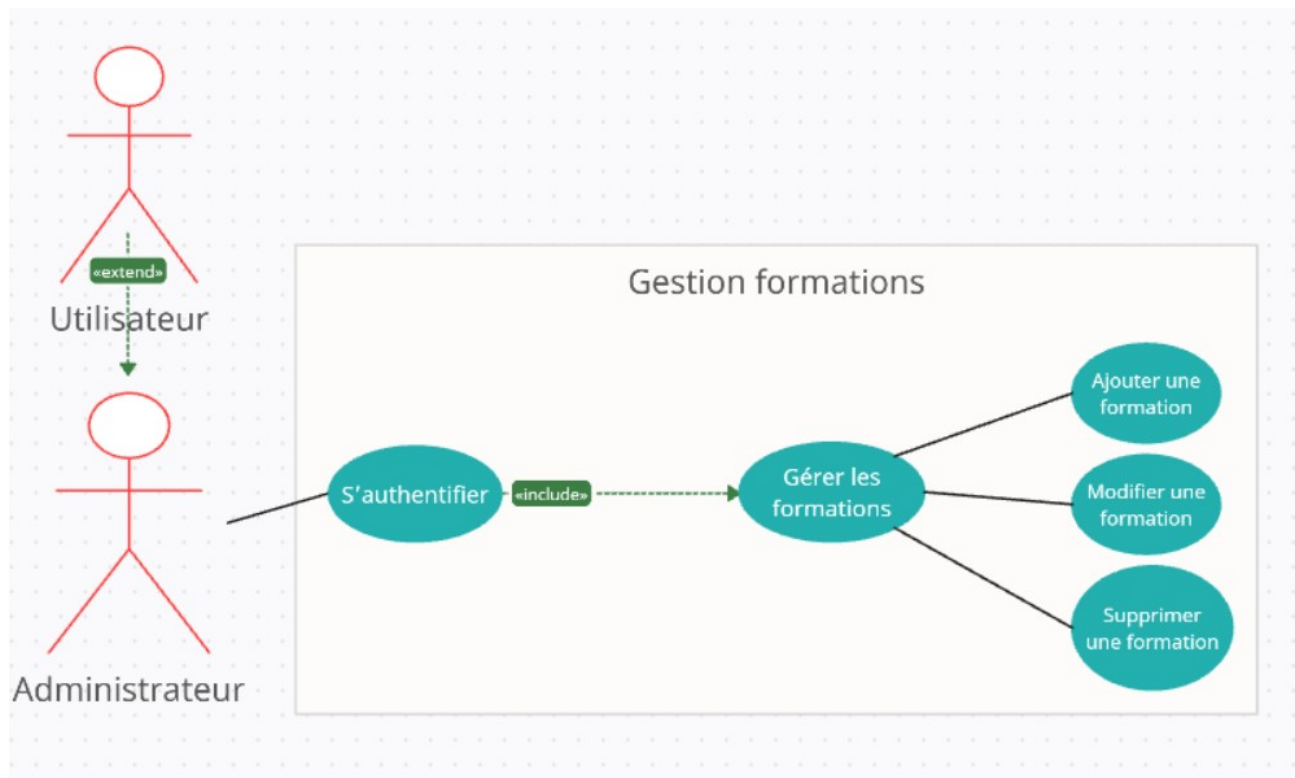 «extend»
Utilisateur
Gestion formations
Ajouter une
formation
S'authentifier
«include»
Gérer les
formations
Modifier une
formation
Supprimer
une formation
Administrateur